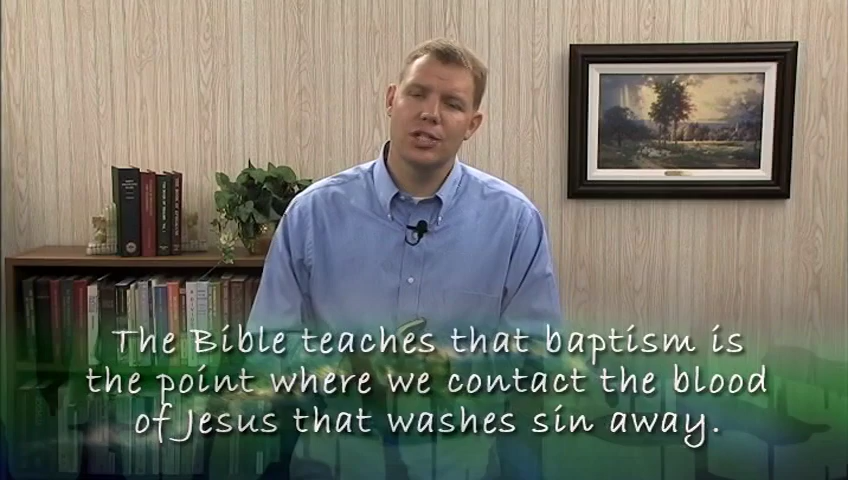 The Bible teaches that baptism is
the point where we contact the blood
of Jesus that washes sin away.